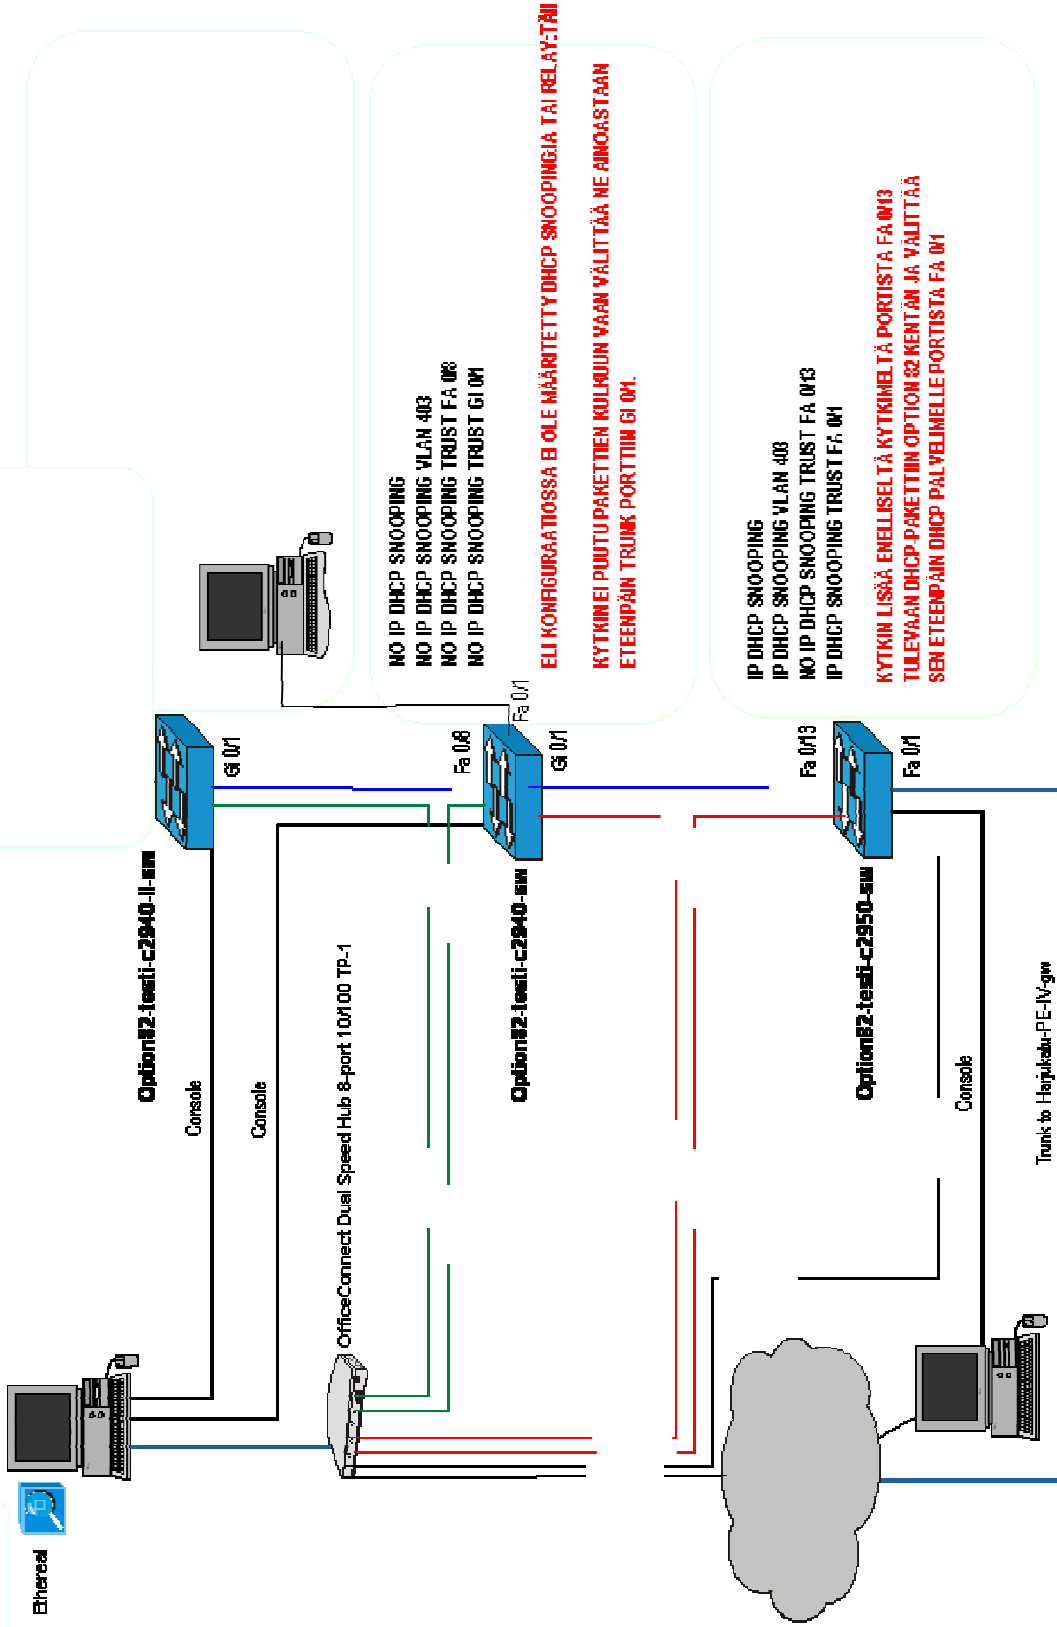 Ethereal
Console
Console
OfficeConnect Dual Speed Hub 8-port 10/100 TP-1
Option82-testi-c2940-II-sw
Gi 0/1
Fa 0/8
Fa 0/1
Option82-testi-c2940-sw
Gi 0/1
NO IP DHCP SNOOPING
NO IP DHCP SNOOPING VLAN 403
NO IP DHCP SNOOPING TRUST FA 0/8
NO IP DHCP SNOOPING TRUST GI 0/1
ELI KONFIGURAATIOSSA EI OLE MÄÄRITETTY DHCP SNOOPING:IA TAI RELAY:TÄ!!
KYTKIN EI PUUTU PAKETTIEN KULKUUN VAAN VÄLITTÄÄ NE AINOASTAAN
ETEENPÄIN TRUNK PORTTIIN GI 0/1.
Fa 0/13
Option82-testi-c2950-sw
Fa 0/1
IP DHCP SNOOPING
IP DHCP SNOOPING VLAN 403
NO IP DHCP SNOOPING TRUST FA 0/13
IP DHCP SNOOPING TRUST FA 0/1
KYTKIN LISÄÄ ENELLISELTÄ KYTKIMELTÄ PORTISTA FA 0/13
TULEVAAN DHCP-PAKETTIIN OPTION 82 KENTÄN JA VÄLITTÄÄ
SEN ETEENPÄIN DHCP PALVELIMELLE PORTISTA FA 0/1
Console
Trunk to Harjukatu-PE-IV-gw